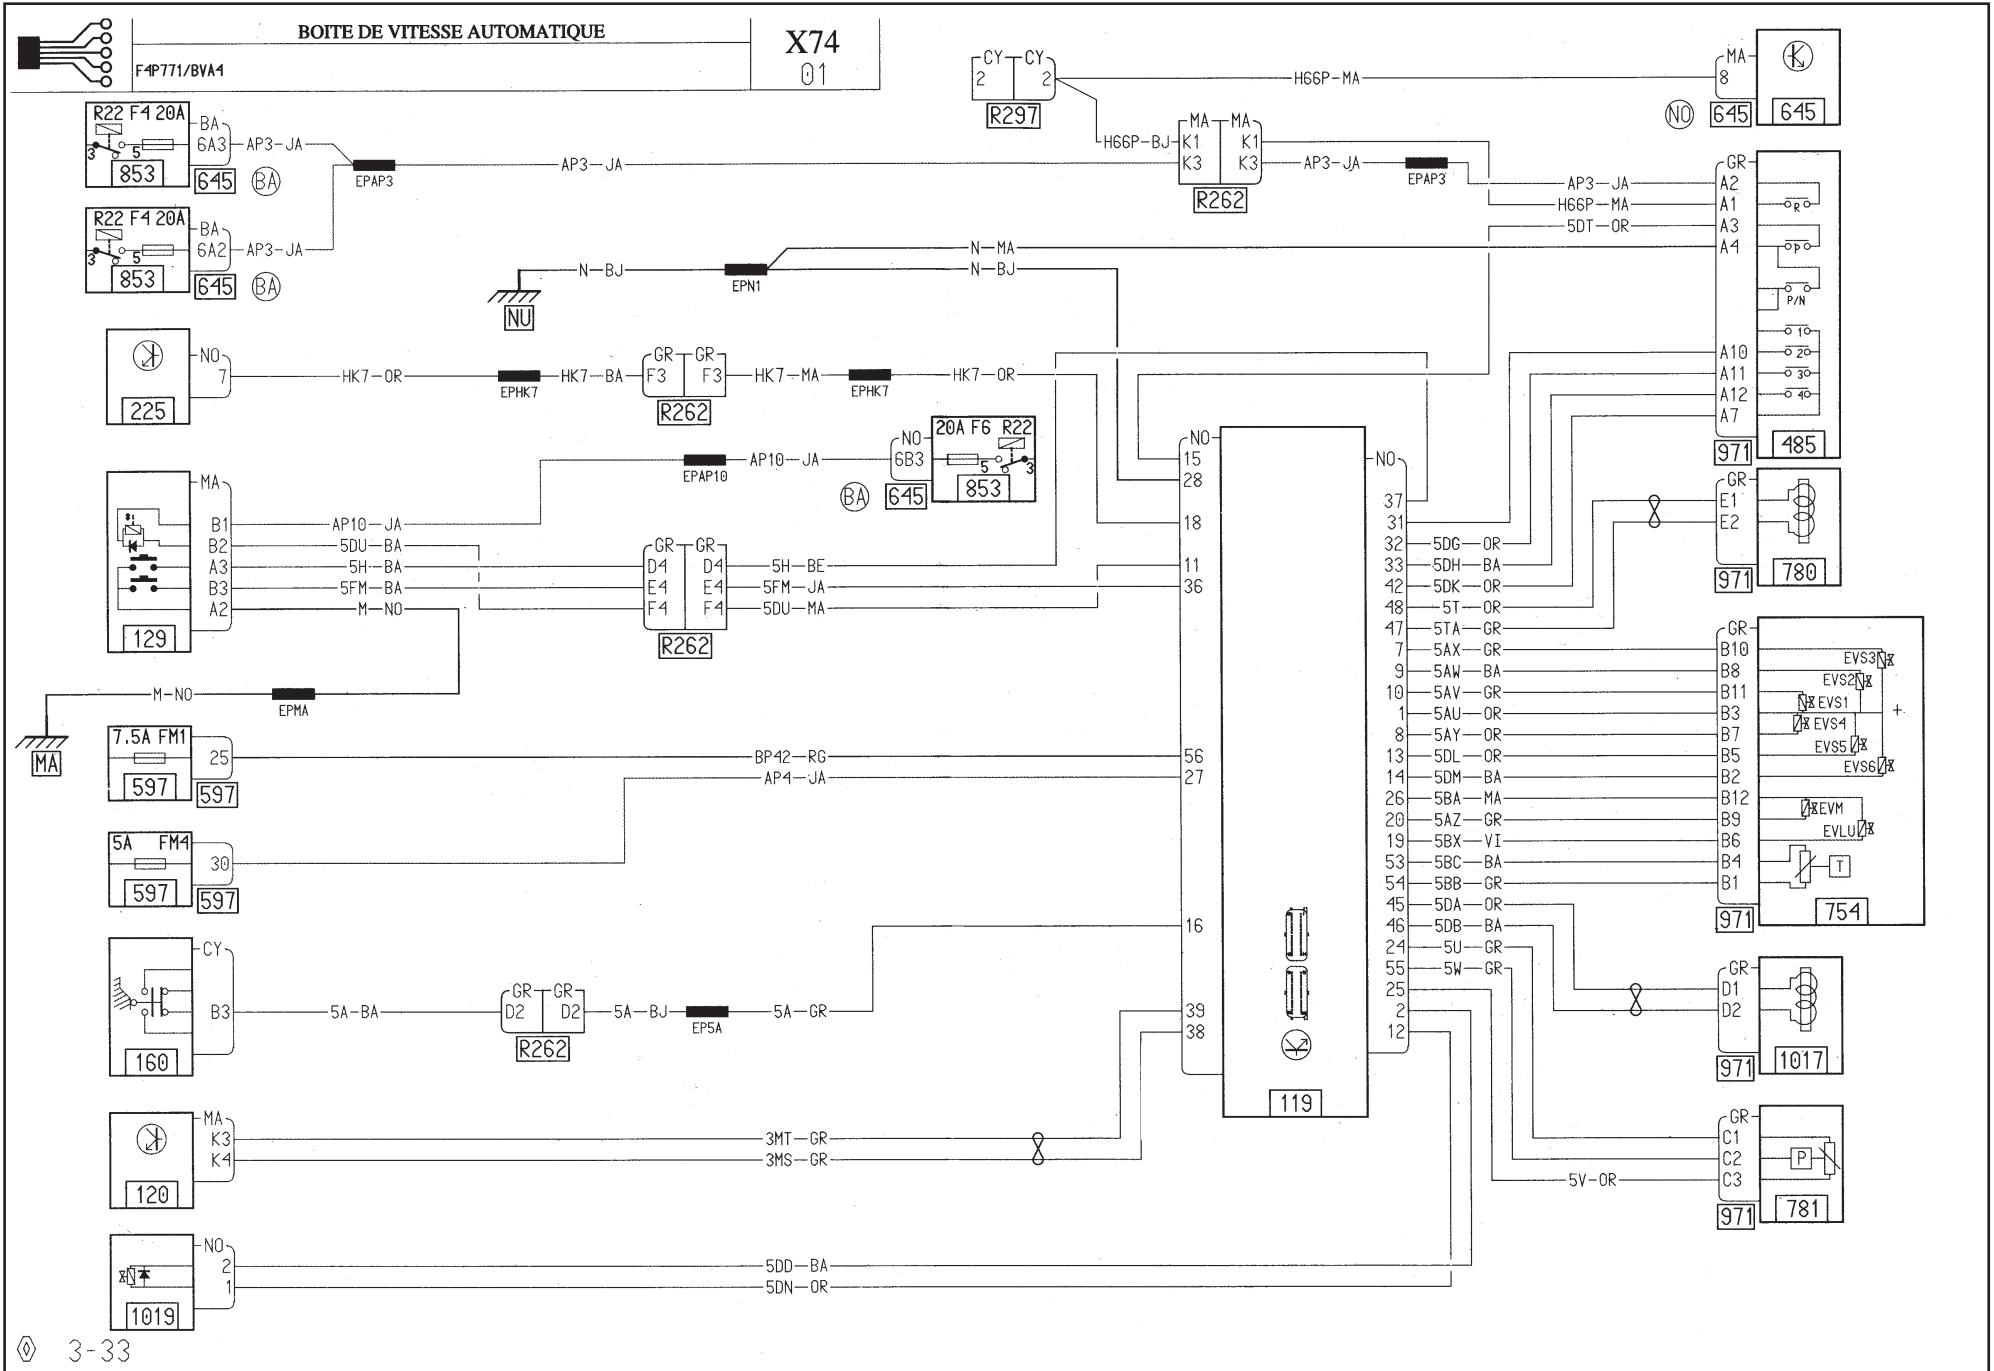 BOITE DE VITESSE AUTOMATIQUE
F4P771/BVA4
X74
01
R22 F4 20A
3 5
853
BA
6A3
645
BA
AP3-JA
EPAP3
AP3-JA
R22 F4 20A
3 5
853
BA
6A2
645
BA
AP3-JA
CY CY
2 2
R297
H66P-MA
H66P-BJ
MA MA
K1 K1
K3 K3
R262
AP3-JA
EPAP3
MA
8
NO
645
645
GR
AP3-JA
A2
H66P-MA
A1
5DT-OR
A3
A4
A10
A11
A12
A7
R
P
P/N
1
2
3
4
971
485
N-MA
N-BJ
EPN1
N-BJ
NU
225
NO
7
HK7-OR
EPHK7
HK7-BA
GR GR
F3 F3
R262
HK7-MA
EPHK7
HK7-OR
EPAP10
AP10-JA
NO
6B3
20A F6 R22
5 3
853
BA
645
129
MA
B1
B2
A3
B3
A2
AP10-JA
5DU-BA
5H-BA
5FM-BA
M-NO
GR GR
D4 D4
E4 E4
F4 F4
R262
5H-BE
5FM-JA
5DU-MA
M-NO
EPMA
MA
7.5A FM1
597
25
597
BP42-RG
AP4-JA
5A FM4
597
30
597
160
CY
B3
5A-BA
GR GR
D2 D2
R262
5A-BJ
EP5A
5A-GR
120
MA
K3
K4
3MT-GR
3MS-GR
1019
NO
2
1
5DD-BA
5DN-OR
NO
15
28
18
11
36
56
27
16
39
38
119
NO
37
31
32 5DG-OR
33 5DH-BA
42 5DK-OR
48 5T-OR
47 5TA-GR
7 5AX-GR
9 5AW-BA
10 5AV-GR
1 5AU-OR
8 5AY-OR
13 5DL-OR
14 5DM-BA
26 5BA-MA
20 5AZ-GR
19 5BX-VI
53 5BC-BA
54 5BB-GR
45 5DA-OR
46 5DB-BA
24 5U-GR
55 5W-GR
25
2
12
GR
E1
E2
971
780
GR
B10
B8
B11
B3
B7
B5
B2
B12
B9
B6
B4
B1
EVS3
EVS2
EVS1
EVS4
EVS5
EVS6
+
EVM
EVLU
T
971
754
GR
D1
D2
971
1017
GR
C1
C2
5V-OR
C3
P
971
781
3-33